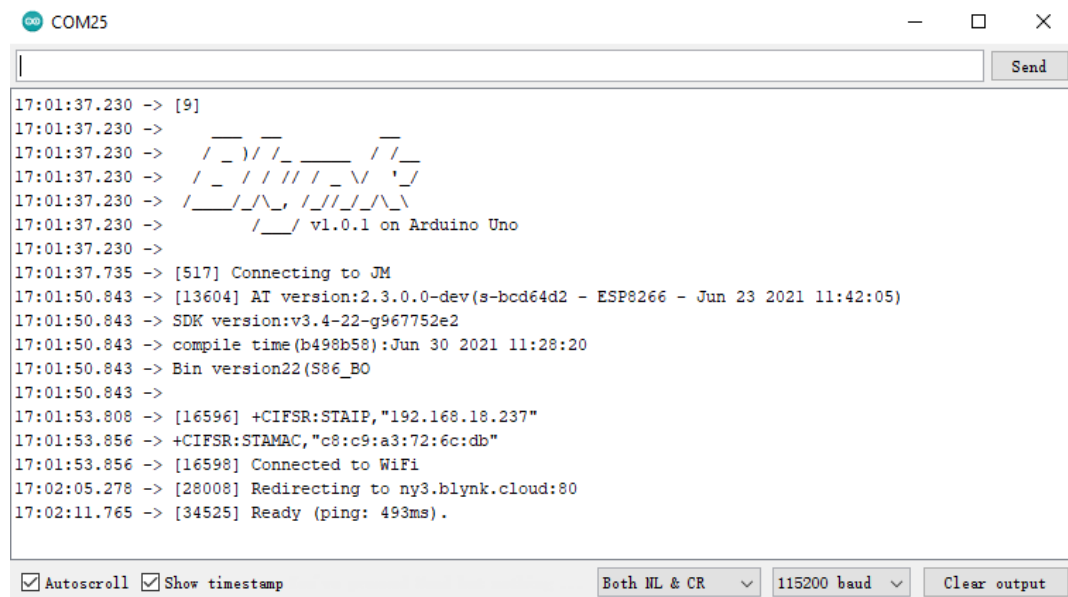 COM25
Send
17:01:37.230 -> [9]
17:01:37.230 ->     ___  __          __
17:01:37.230 ->    / _ )/ /_ _____  / /__
17:01:37.230 ->   / _  / / // / _ \/  '_/
17:01:37.230 ->  /____/_/\_, /_//_/_/\_\
17:01:37.230 ->         /___/ v1.0.1 on Arduino Uno
17:01:37.230 ->
17:01:37.735 -> [517] Connecting to JM
17:01:50.843 -> [13604] AT version:2.3.0.0-dev(s-bcd64d2 - ESP8266 - Jun 23 2021 11:42:05)
17:01:50.843 -> SDK version:v3.4-22-g967752e2
17:01:50.843 -> compile time(b498b58):Jun 30 2021 11:28:20
17:01:50.843 -> Bin version22(S86_BO
17:01:50.843 ->
17:01:53.808 -> [16596] +CIFSR:STAIP,"192.168.18.237"
17:01:53.856 -> +CIFSR:STAMAC,"c8:c9:a3:72:6c:db"
17:01:53.856 -> [16598] Connected to WiFi
17:02:05.278 -> [28008] Redirecting to ny3.blynk.cloud:80
17:02:11.765 -> [34525] Ready (ping: 493ms).
Autoscroll Show timestamp Both NL & CR 115200 baud Clear output